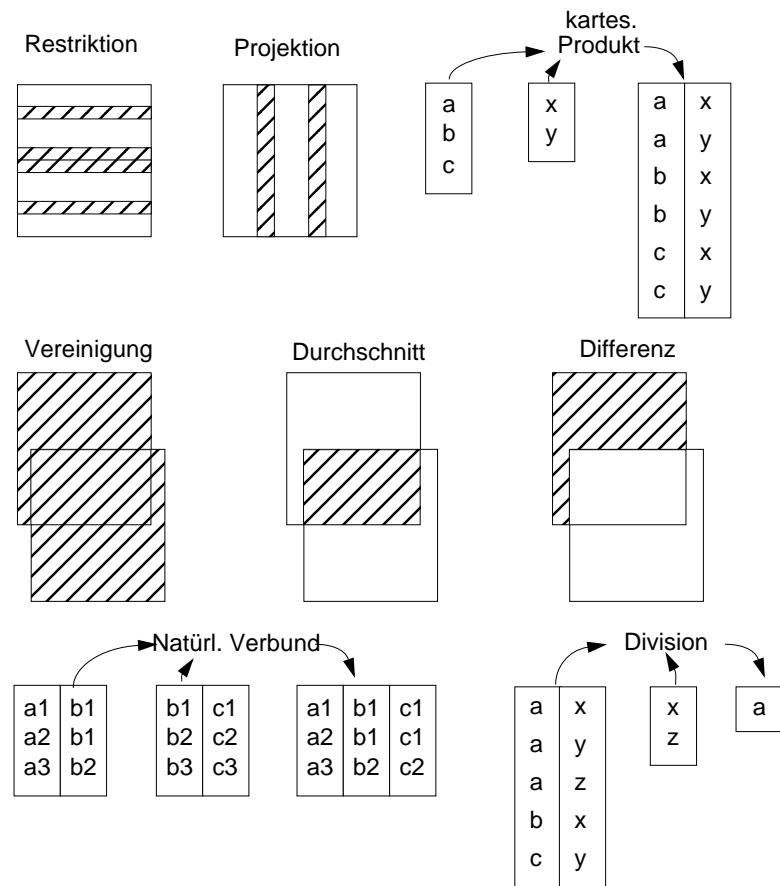 Restriktion
Projektion
kartes.
Produkt
a
b
c
x
y
a x
a y
b x
b y
c x
c y
Vereinigung
Durchschnitt
Differenz
Natürl. Verbund
a1 b1
a2 b1
a3 b2
b1 c1
b2 c2
b3 c3
a1 b1 c1
a2 b1 c1
a3 b2 c2
Division
a x
a y
a z
b x
c y
x
z
a